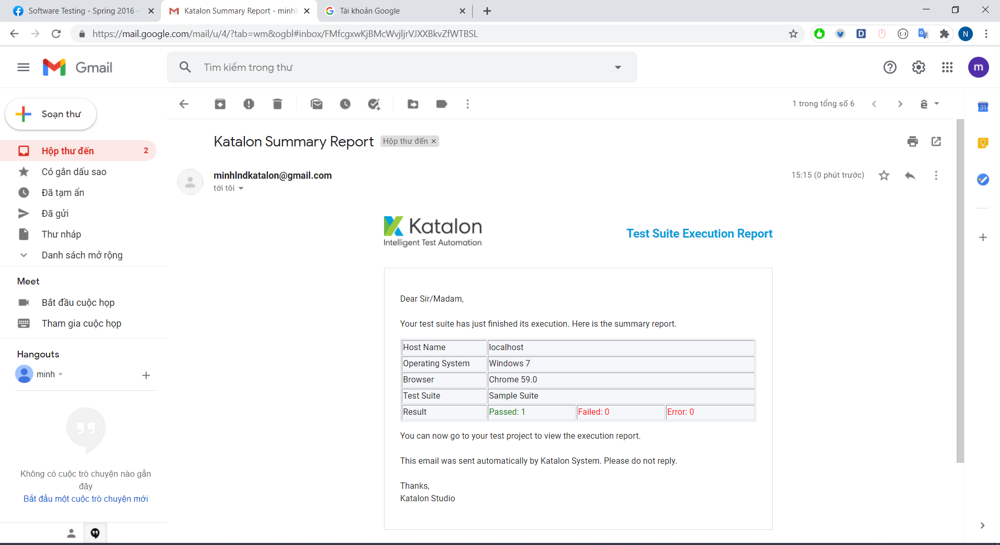 Software Testing - Spring 2016 -
Katalon Summary Report - minhl
Tài khoản Google
https://mail.google.com/mail/u/4/?tab=wm&ogbl#inbox/FMfcgxwKjBMcWvjljrVJXXBkvZfWTBSL
N
Gmail
Tìm kiếm trong thư
m
Soạn thư
1 trong tổng số 6
ê
31
Katalon Summary Report
Hộp thư đến ×
Hộp thư đến 2
Có gắn dấu sao
Đã tạm ẩn
Đã gửi
Thư nháp
Danh sách mở rộng
Meet
Bắt đầu cuộc họp
Tham gia cuộc họp
Hangouts
minh
Không có cuộc trò chuyện nào gần
đây
Bắt đầu một cuộc trò chuyện mới
minhlndkatalon@gmail.com
tới tôi
15:15 (0 phút trước)
Katalon
Intelligent Test Automation
Test Suite Execution Report
Dear Sir/Madam,
Your test suite has just finished its execution. Here is the summary report.
Host Name localhost
Operating System Windows 7
Browser Chrome 59.0
Test Suite Sample Suite
Result Passed: 1 Failed: 0 Error: 0
You can now go to your test project to view the execution report.
This email was sent automatically by Katalon System. Please do not reply.
Thanks,
Katalon Studio